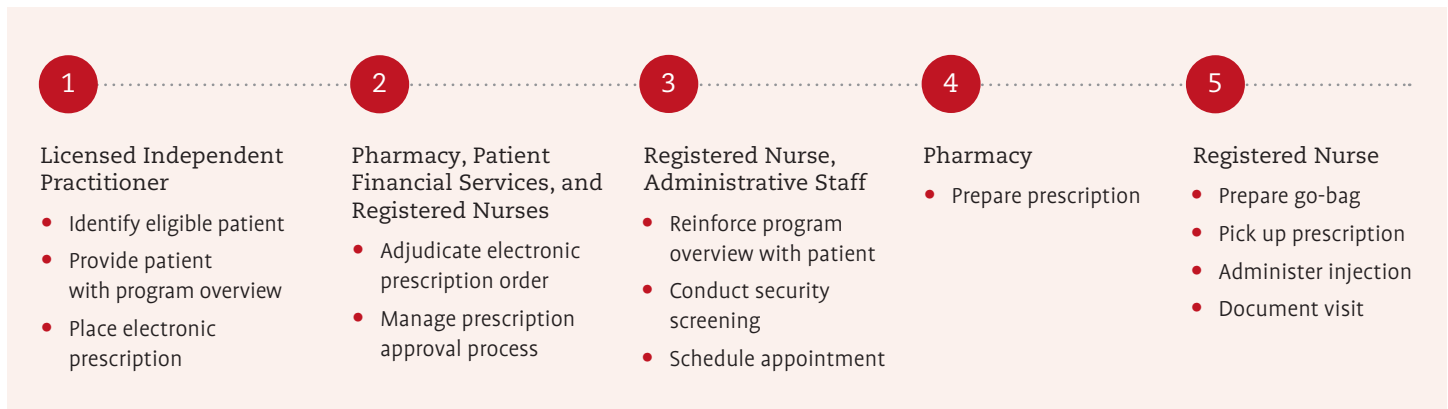 1
Licensed Independent
Practitioner
• Identify eligible patient
• Provide patient
with program overview
• Place electronic
prescription
2
Pharmacy, Patient
Financial Services, and
Registered Nurses
• Adjudicate electronic
prescription order
• Manage prescription
approval process
3
Registered Nurse,
Administrative Staff
• Reinforce program
overview with patient
• Conduct security
screening
• Schedule appointment
4
Pharmacy
• Prepare prescription
5
Registered Nurse
• Prepare go-bag
• Pick up prescription
• Administer injection
• Document visit